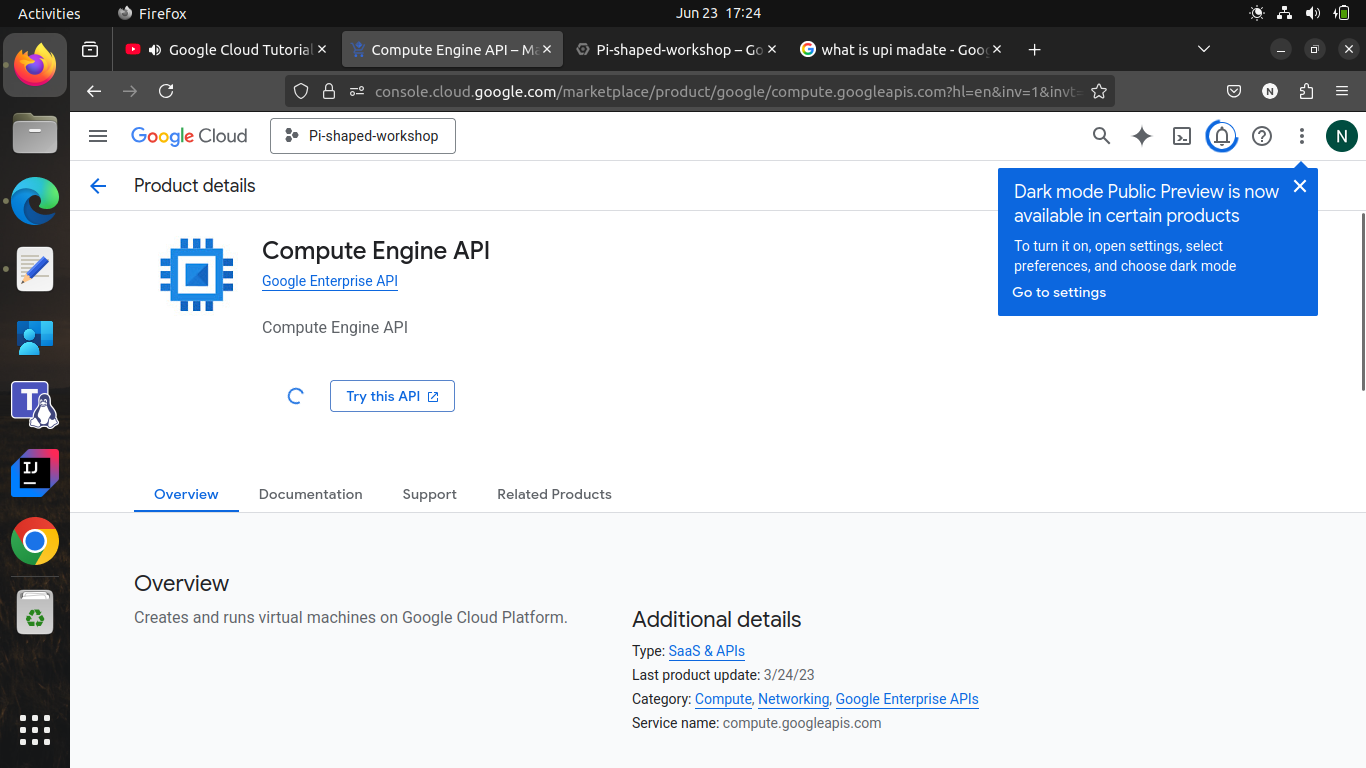 Activities
Firefox
Jun 23 17:24
Google Cloud Tutorial
Compute Engine API – Ma
Pi-shaped-workshop – Go
what is upi madate - Goog
console.cloud.google.com/marketplace/product/google/compute.googleapis.com?hl=en&inv=1&invt=
N
Google Cloud
Pi-shaped-workshop
N
Product details
Dark mode Public Preview is now
available in certain products
To turn it on, open settings, select
preferences, and choose dark mode
Go to settings
Compute Engine API
Google Enterprise API
Compute Engine API
Try this API
Overview
Documentation
Support
Related Products
Overview
Creates and runs virtual machines on Google Cloud Platform.
Additional details
Type: SaaS & APIs
Last product update: 3/24/23
Category: Compute, Networking, Google Enterprise APIs
Service name: compute.googleapis.com
T
IJ